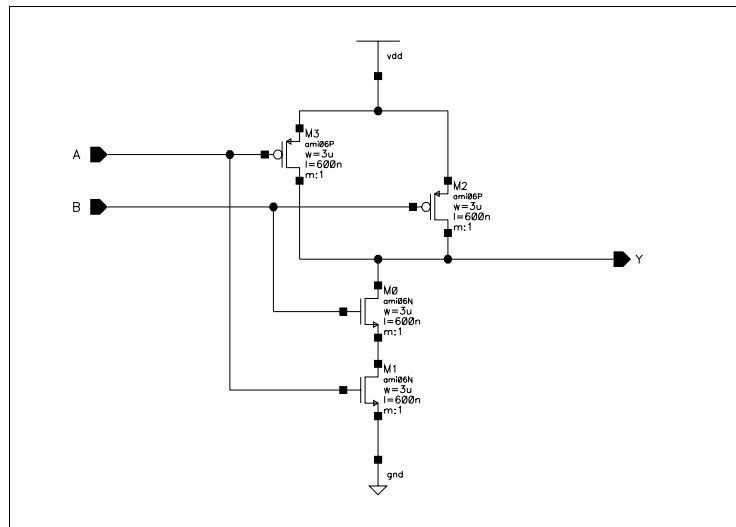 vdd
A
M3
ami06P
w=3u
l=600n
m:1
B
M2
ami06P
w=3u
l=600n
m:1
Y
M0
ami06N
w=3u
l=600n
m:1
M1
ami06N
w=3u
l=600n
m:1
gnd